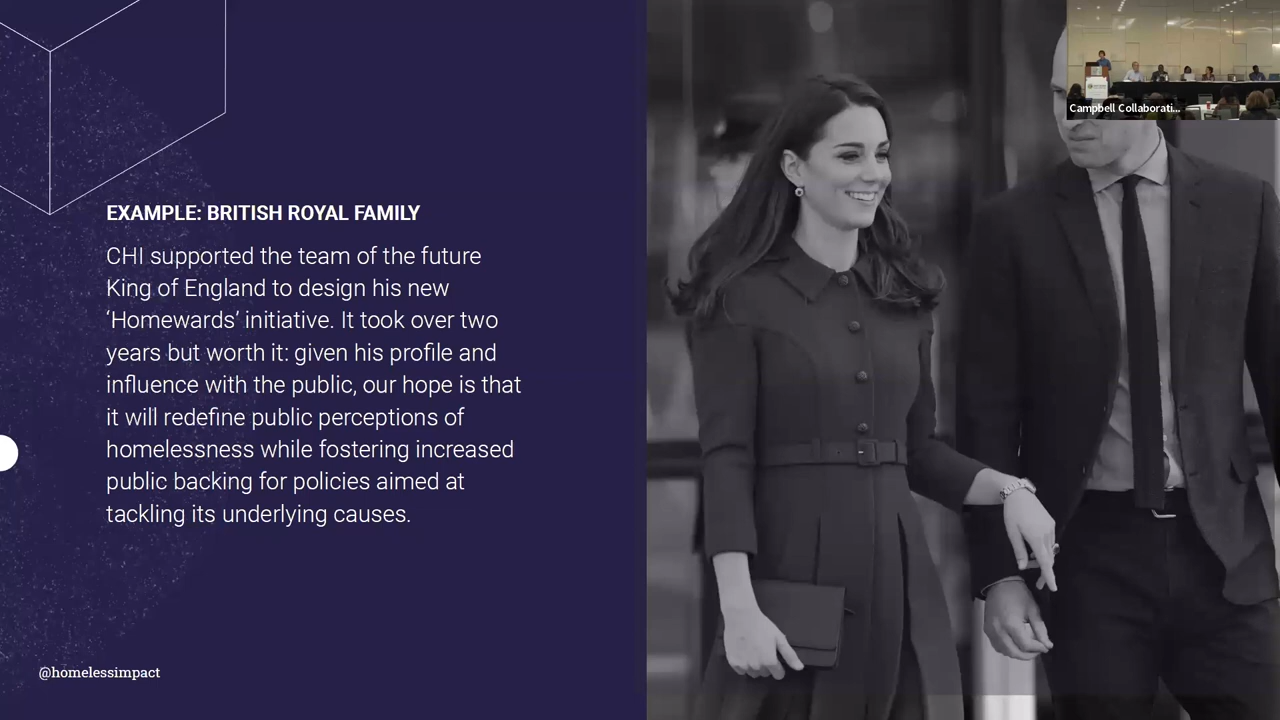 EXAMPLE: BRITISH ROYAL FAMILY
CHI supported the team of the future
King of England to design his new
‘Homewards’ initiative. It took over two
years but worth it: given his profile and
influence with the public, our hope is that
it will redefine public perceptions of
homelessness while fostering increased
public backing for policies aimed at
tackling its underlying causes.
@homelessimpact
Campbell Collaborati...